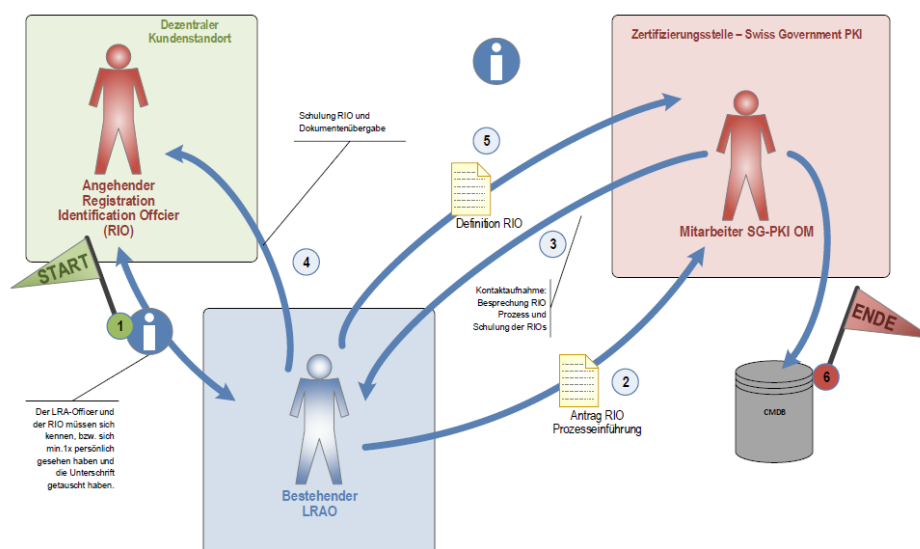 Dezentraler
Kundenstandort
Angehender
Registration
Identification Offcier
(RIO)
START
1
Der LRA-Officer und
der RIO müssen sich
kennen, bzw. sich
min.1x persönlich
gesehen haben und
die Unterschrift
getauscht haben.
Schulung RIO und
Dokumentenübergabe
4
Bestehender
LRAO
5
Definition RIO
3
Kontaktaufnahme:
Besprechung RIO
Prozess und
Schulung der RIOs
2
Antrag RIO
Prozesseinführung
Zertifizierungsstelle – Swiss Government PKI
Mitarbeiter SG-PKI OM
ENDE
6
CMDB